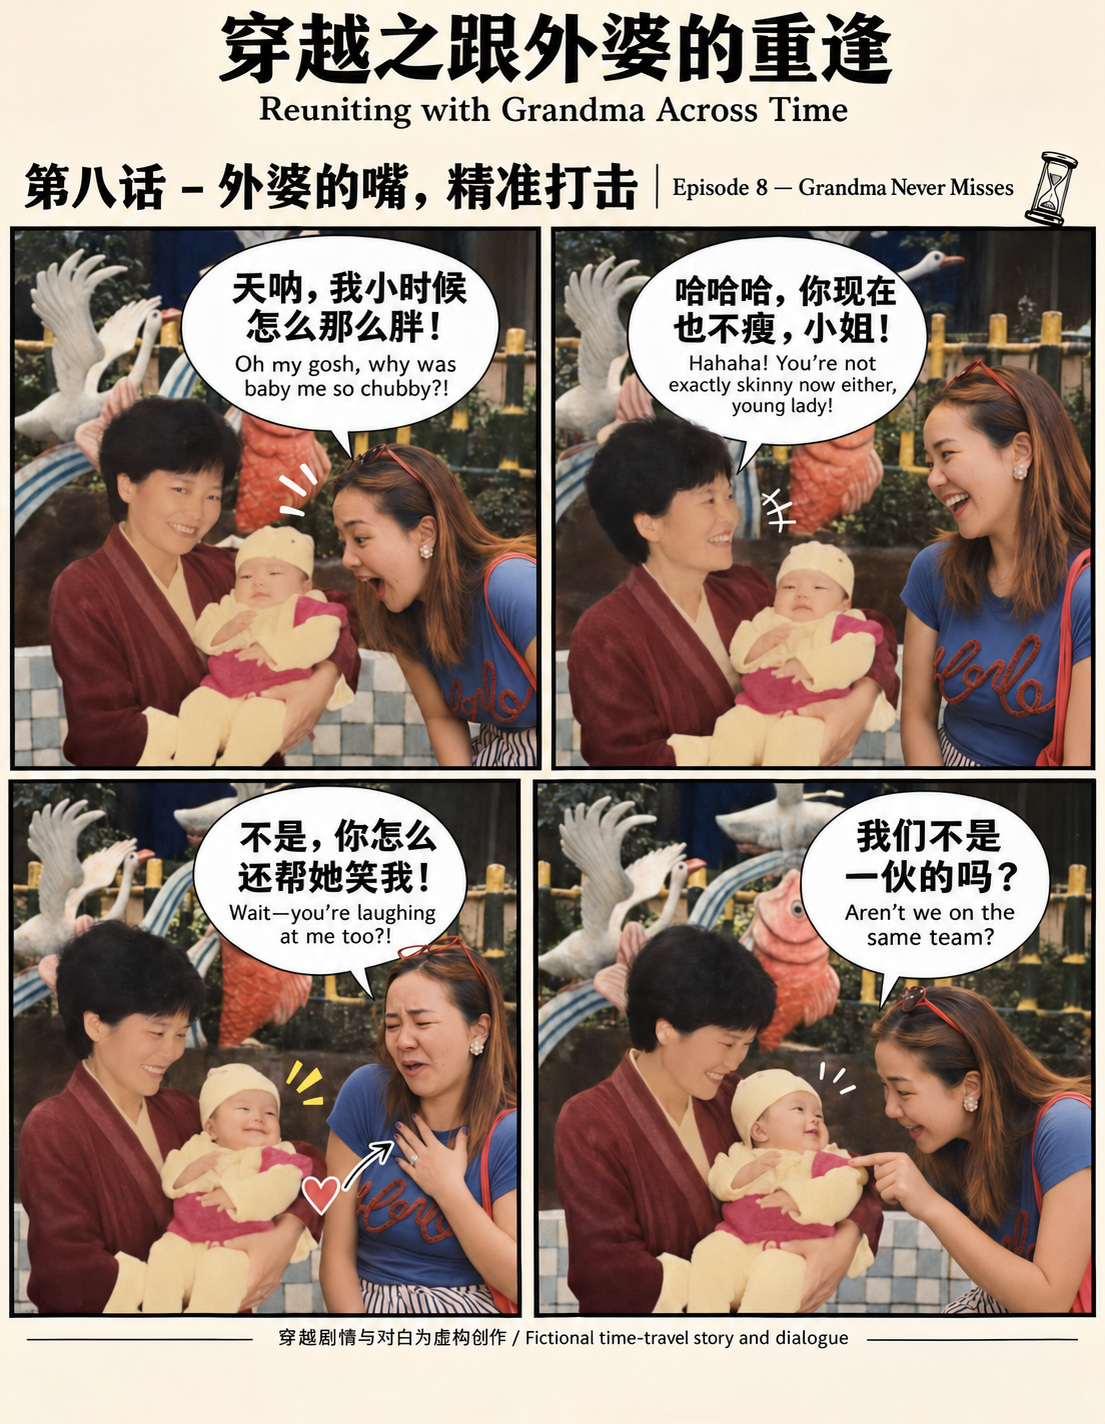 穿越之跟外婆的重逢
Reuniting with Grandma Across Time
第八话 – 外婆的嘴，精准打击
Episode 8 — Grandma Never Misses
天呐，我小时候
怎么那么胖！
Oh my gosh, why was
baby me so chubby?!
哈哈哈，你现在
也不瘦，小姐！
Hahaha! You're not
exactly skinny now either,
young lady!
不是，你怎么
还帮她笑我！
Wait—you're laughing
at me too?!
我们不是
一伙的吗？
Aren't we on the
same team?
穿越剧情与对白为虚构创作 / Fictional time-travel story and dialogue